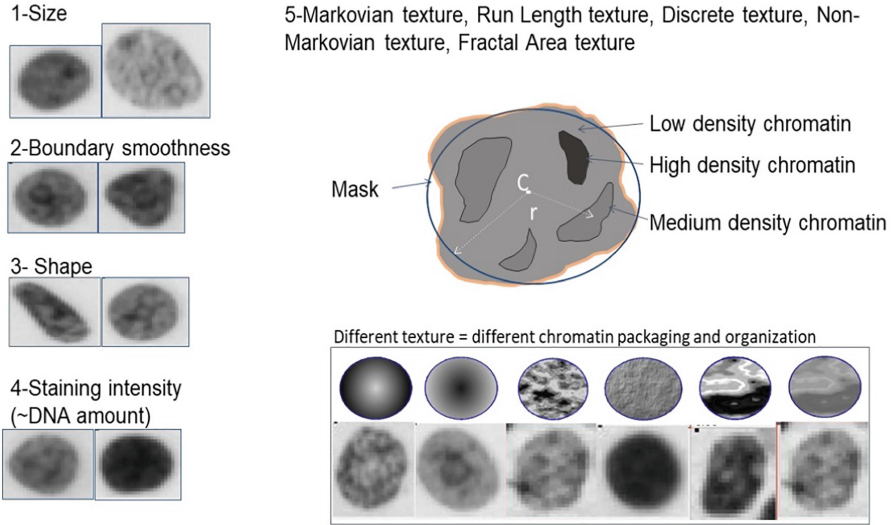 1-Size
2-Boundary smoothness
3- Shape
4-Staining intensity
(~DNA amount)
5-Markovian texture, Run Length texture, Discrete texture, Non-
Markovian texture, Fractal Area texture
Low density chromatin
High density chromatin
Mask
C
r
Medium density chromatin
Different texture = different chromatin packaging and organization